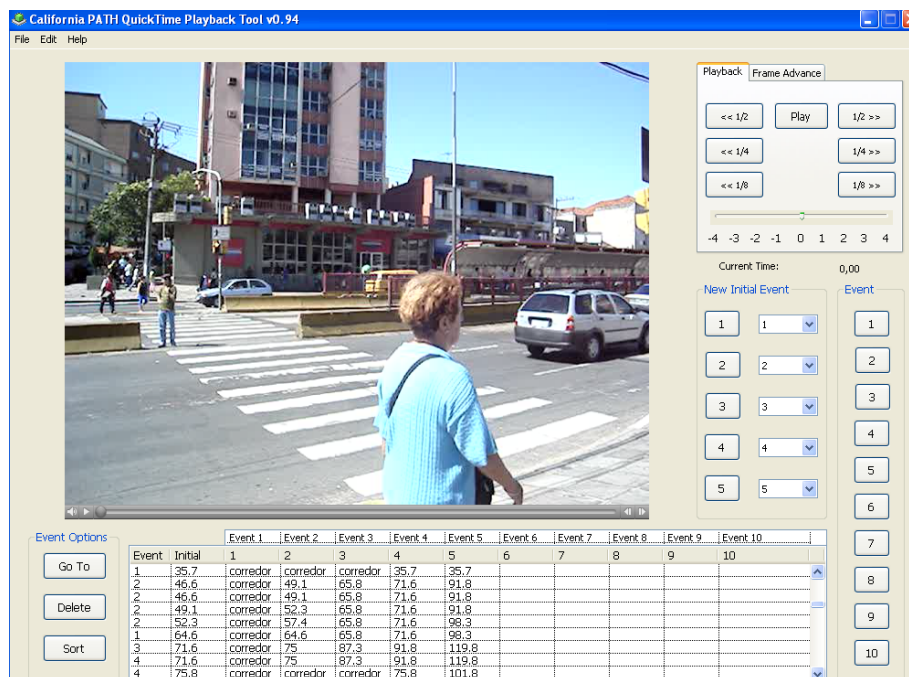 California PATH QuickTime Playback Tool v0.94
File Edit Help
Playback Frame Advance
<< 1/2 Play 1/2 >>
<< 1/4 1/4 >>
<< 1/8 1/8 >>
-4 -3 -2 -1 0 1 2 3 4
Current Time: 0,00
New Initial Event Event
1 1 1
2 2 2
3 3 3
4 4 4
5 5 5
6
7
8
9
10
Event Options
Go To
Delete
Sort
Event 1 Event 2 Event 3 Event 4 Event 5 Event 6 Event 7 Event 8 Event 9 Event 10
Event Initial 1 2 3 4 5 6 7 8 9 10
1 35.7 corredor corredor corredor 35.7 35.7
2 46.6 corredor 49.1 65.8 71.6 91.8
2 46.6 corredor 49.1 65.8 71.6 91.8
2 49.1 corredor 52.3 65.8 71.6 91.8
2 52.3 corredor 57.4 65.8 71.6 98.3
1 64.6 corredor 64.6 65.8 71.6 98.3
3 71.6 corredor 75 87.3 91.8 119.8
4 71.6 corredor 75 87.3 91.8 119.8
4 75.8 corredor corredor corredor 75.8 101.8